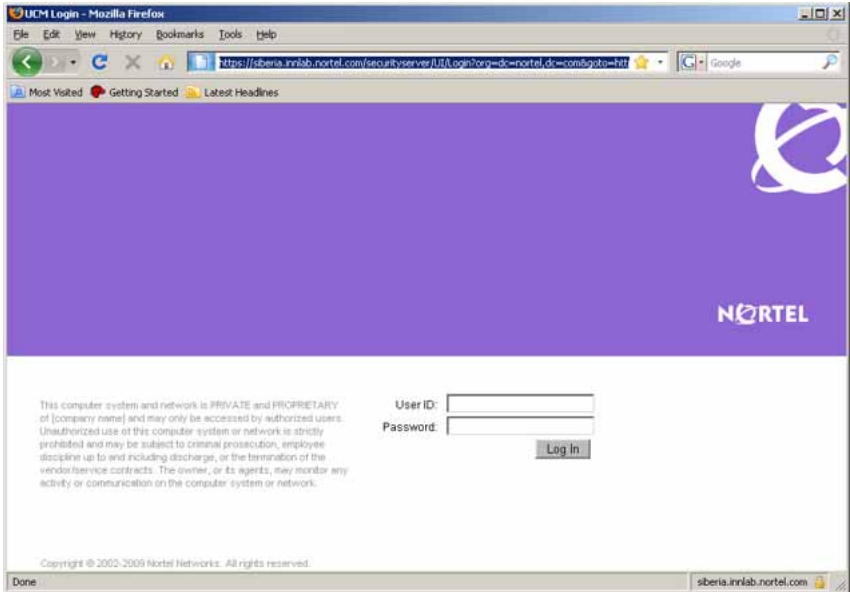 UCM Login - Mozilla Firefox
File Edit View History Bookmarks Tools Help
https://siberia.innlab.nortel.com/securityserver/UI/Login?org=dc=nortel,dc=com&goto=htt
G Google
Most Visited Getting Started Latest Headlines
NORTEL
This computer system and network is PRIVATE and PROPRIETARY
of [company name] and may only be accessed by authorized users.
Unauthorized use of this computer system or network is strictly
prohibited and may be subject to criminal prosecution, employee
discipline up to and including discharge, or the termination of the
vendor/service contracts. The owner, or its agents, may monitor any
activity or communication on the computer system or network.
User ID:
Password:
Log In
Copyright © 2002-2009 Nortel Networks. All rights reserved.
Done
siberia.innlab.nortel.com